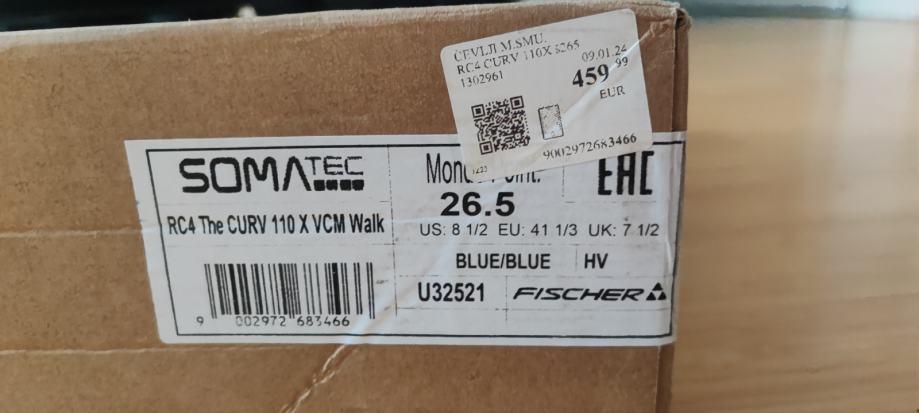 ČEVLJI M.SMU.
RC4 CURV 110X S265
1302961
09.01.24
459 99
EUR
9002972683466
SOMATEC
RC4 The CURV 110 X VCM Walk
9 002972 683466
26.5
US: 8 1/2 EU: 41 1/3 UK: 7 1/2
BLUE/BLUE HV
U32521 FISCHER
EAC